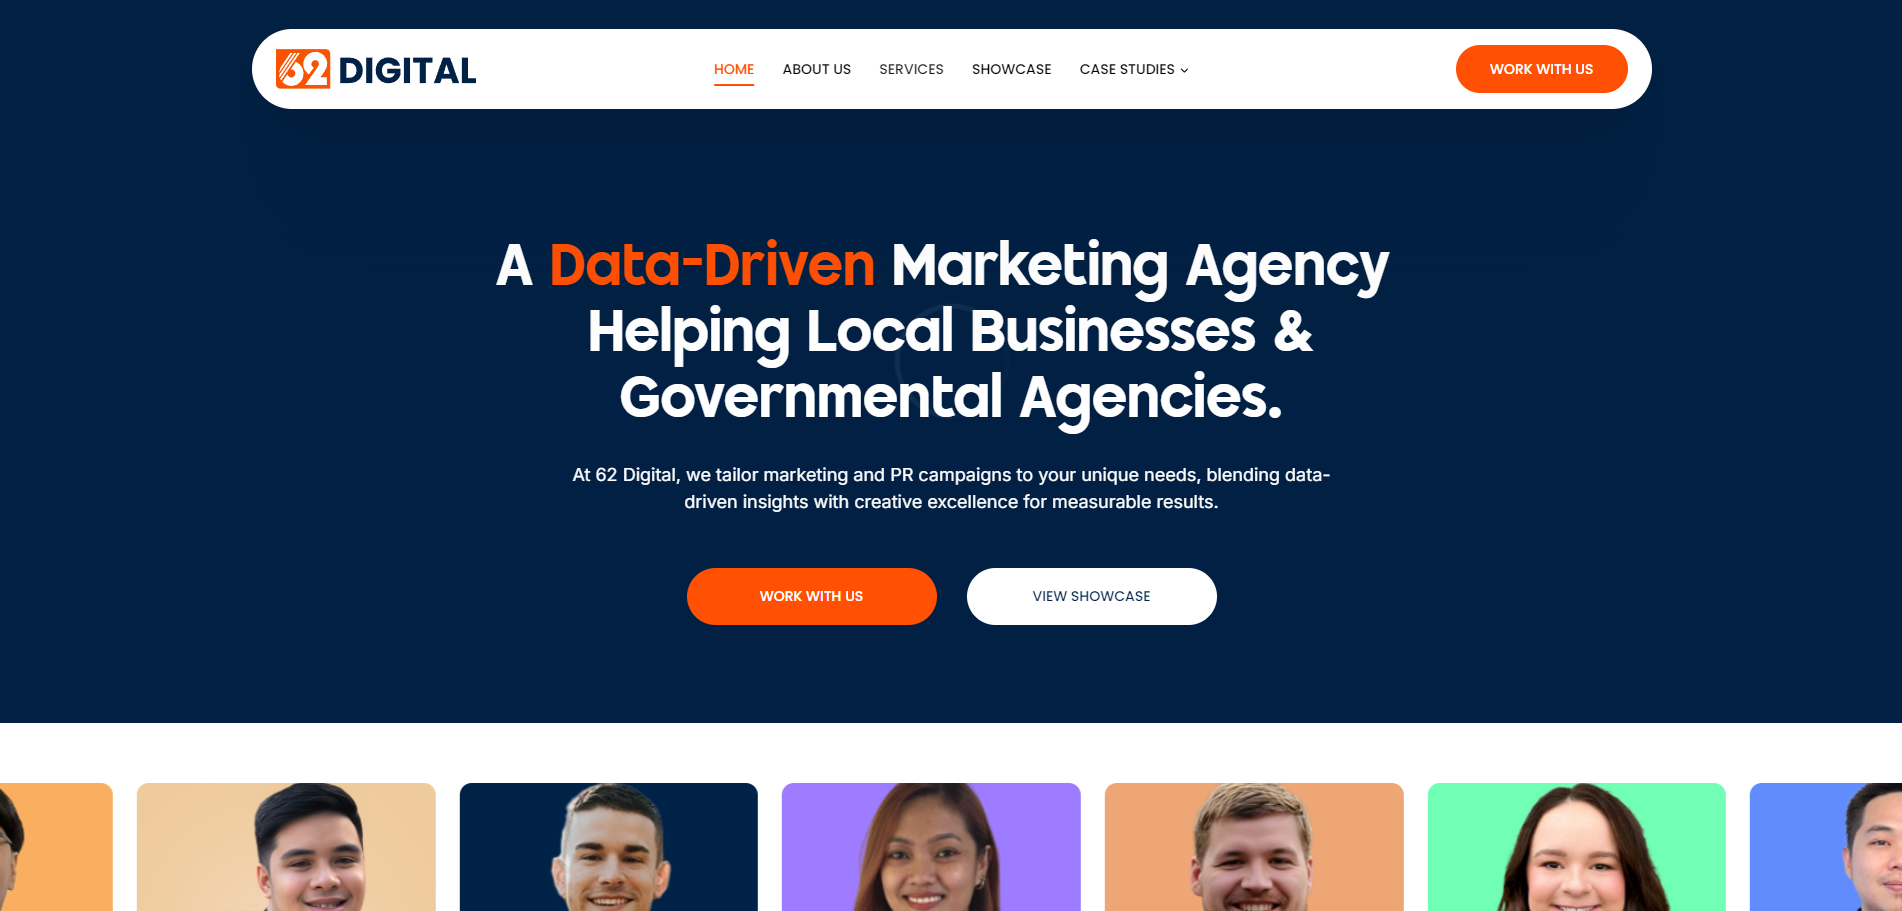 62 DIGITAL
HOME
ABOUT US
SERVICES
SHOWCASE
CASE STUDIES
WORK WITH US
A Data-Driven Marketing Agency
Helping Local Businesses &
Governmental Agencies.
At 62 Digital, we tailor marketing and PR campaigns to your unique needs, blending data-
driven insights with creative excellence for measurable results.
WORK WITH US
VIEW SHOWCASE